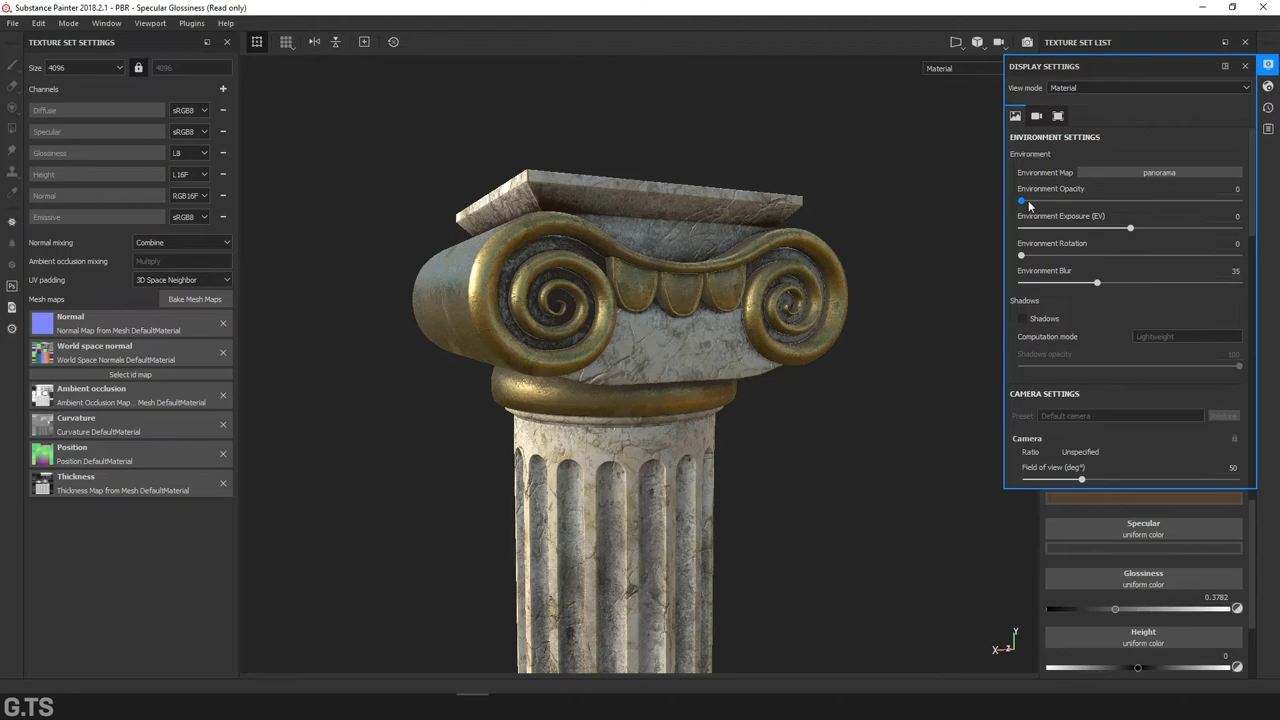 Substance Painter 2018.2.1 - PBR - Specular Glossiness (Read only)
File Edit Mode Window Viewport Plugins Help
TEXTURE SET SETTINGS
Size 4096 4096
Channels
Diffuse sRGB8
Specular sRGB8
Glossiness L8
Height L16F
Normal RGB16F
Emissive sRGB8
Normal mixing Combine
Ambient occlusion mixing Multiply
UV padding 3D Space Neighbor
Mesh maps Bake Mesh Maps
Normal
Normal Map from Mesh DefaultMaterial
World space normal
World Space Normals DefaultMaterial
Select id map
Ambient occlusion
Ambient Occlusion Map... Mesh DefaultMaterial
Curvature
Curvature DefaultMaterial
Position
Position DefaultMaterial
Thickness
Thickness Map from Mesh DefaultMaterial
Material
TEXTURE SET LIST
DISPLAY SETTINGS
View mode Material
ENVIRONMENT SETTINGS
Environment
Environment Map panorama
Environment Opacity 0
Environment Exposure (EV) 0
Environment Rotation 0
Environment Blur 35
Shadows
Shadows
Computation mode Lightweight
Shadows opacity 100
CAMERA SETTINGS
Preset Default camera
Camera
Ratio Unspecified
Field of view (deg°) 50
Specular
uniform color
Glossiness
uniform color
0.3782
Height
uniform color
0
Y
X Z
Ps
G.TS